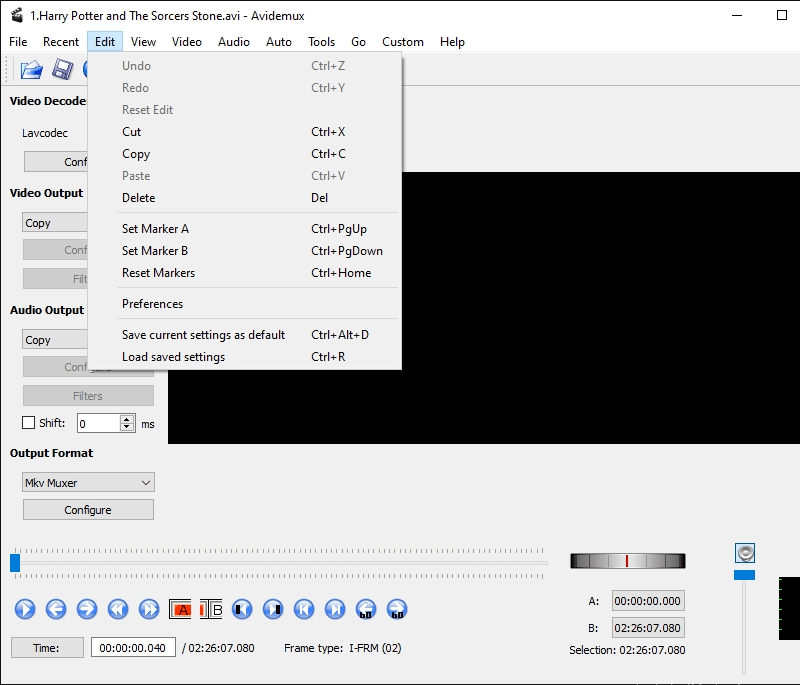 1.Harry Potter and The Sorcers Stone.avi - Avidemux
File Recent Edit View Video Audio Auto Tools Go Custom Help
Undo Ctrl+Z
Redo Ctrl+Y
Reset Edit
Cut Ctrl+X
Copy Ctrl+C
Paste Ctrl+V
Delete Del
Set Marker A Ctrl+PgUp
Set Marker B Ctrl+PgDown
Reset Markers Ctrl+Home
Preferences
Save current settings as default Ctrl+Alt+D
Load saved settings Ctrl+R
Video Decode
Lavcodec
Conf
Video Output
Copy
Conf
Filt
Audio Output
Copy
Filters
Shift: 0 ms
Output Format
Mkv Muxer
Configure
A B
60 60
A: 00:00:00.000
B: 02:26:07.080
Time: 00:00:00.040 / 02:26:07.080 Frame type: I-FRM (02)
Selection: 02:26:07.080